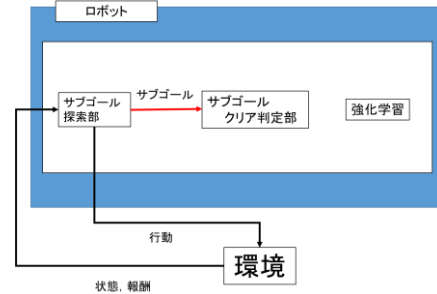 ロボット
サブゴール
サブゴール
探索部
サブゴール
クリア判定部
強化学習
行動
環境
状態, 報酬